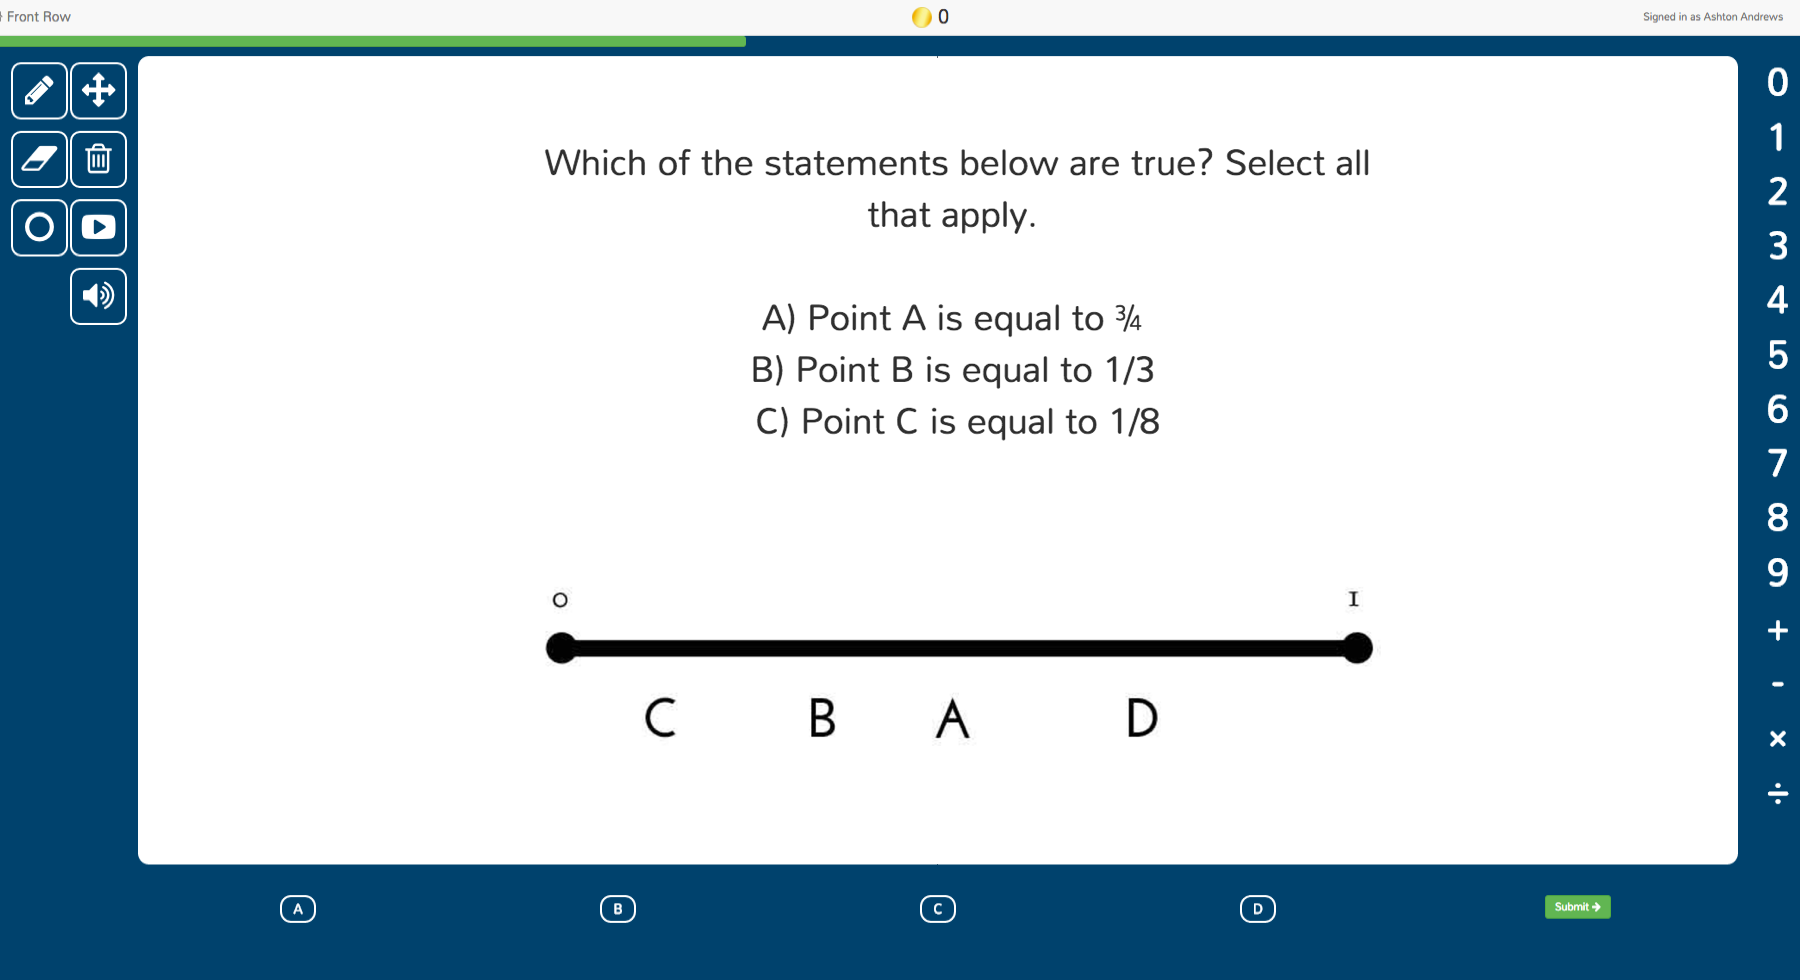 Front Row
0
Signed in as Ashton Andrews
Which of the statements below are true? Select all
that apply.
A) Point A is equal to ¾
B) Point B is equal to 1/3
C) Point C is equal to 1/8
0 I
C B A D
0
1
2
3
4
5
6
7
8
9
+
-
×
÷
A B C D Submit →